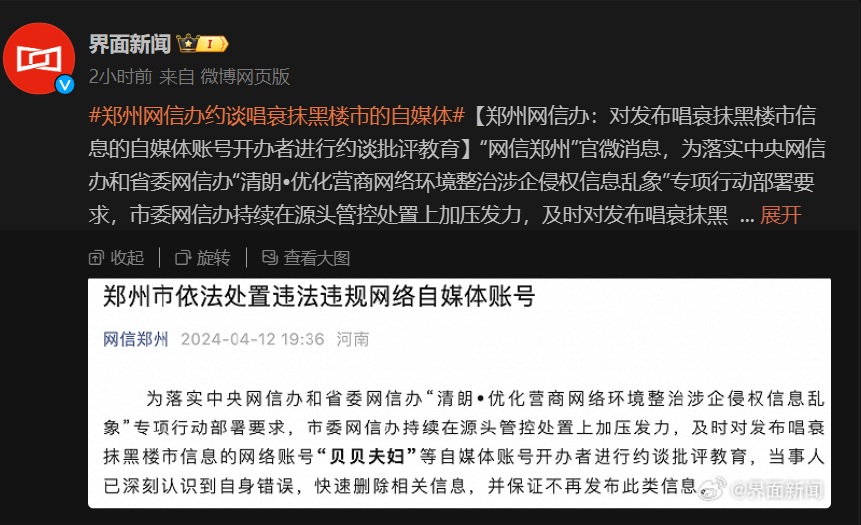 界面新闻 I
2小时前 来自 微博网页版
#郑州网信办约谈唱衰抹黑楼市的自媒体#【郑州网信办：对发布唱衰抹黑楼市信
息的自媒体账号开办者进行约谈批评教育】“网信郑州”官微消息，为落实中央网信
办和省委网信办“清朗•优化营商网络环境整治涉企侵权信息乱象”专项行动部署要
求，市委网信办持续在源头管控处置上加压发力，及时对发布唱衰抹黑 ... 展开
收起 旋转 查看大图
郑州市依法处置违法违规网络自媒体账号
网信郑州 2024-04-12 19:36 河南
为落实中央网信办和省委网信办“清朗•优化营商网络环境整治涉企侵权信息乱
象”专项行动部署要求，市委网信办持续在源头管控处置上加压发力，及时对发布唱衰
抹黑楼市信息的网络账号“贝贝夫妇”等自媒体账号开办者进行约谈批评教育，当事人
已深刻认识到自身错误，快速删除相关信息，并保证不再发布此类信息。
@界面新闻